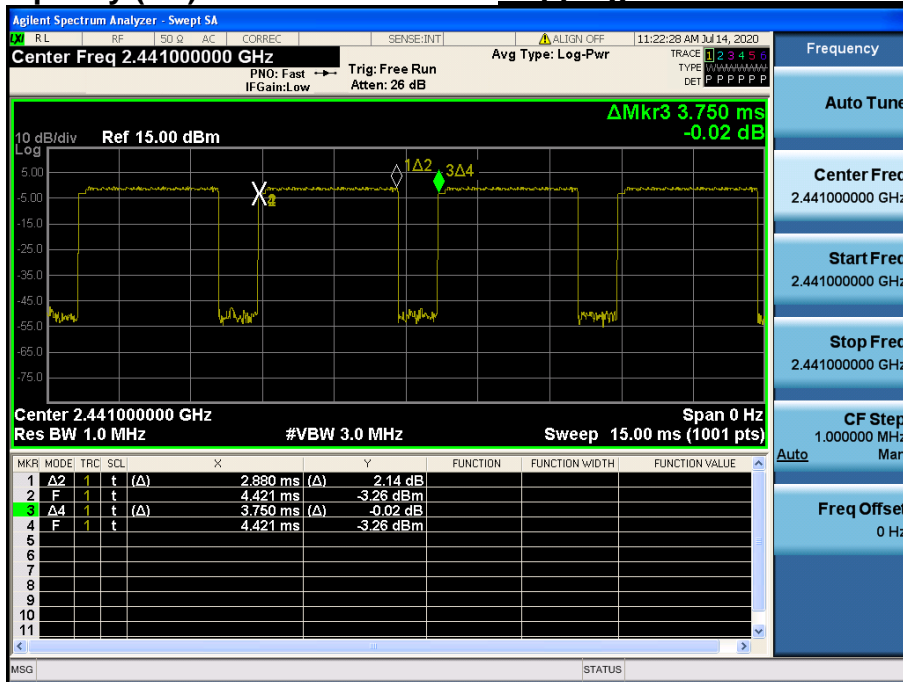 Agilent Spectrum Analyzer - Swept SA
LXI RL RF 50 Ω AC CORREC SENSE:INT ALIGN OFF 11:22:28 AM Jul 14, 2020
Center Freq 2.441000000 GHz
PNO: Fast
IFGain:Low
Trig: Free Run
Atten: 26 dB
Avg Type: Log-Pwr
TRACE 1 2 3 4 5 6
TYPE WWWWWW
DET P P P P P P
ΔMkr3 3.750 ms
-0.02 dB
10 dB/div Ref 15.00 dBm
Log
1Δ2
3Δ4
5.00
-5.00
-15.0
-25.0
-35.0
-45.0
-55.0
-65.0
-75.0
Center 2.441000000 GHz Span 0 Hz
Res BW 1.0 MHz #VBW 3.0 MHz Sweep 15.00 ms (1001 pts)
MKR MODE TRC SCL X Y FUNCTION FUNCTION WIDTH FUNCTION VALUE
1 Δ2 1 t (Δ) 2.880 ms (Δ) 2.14 dB
2 F 1 t 4.421 ms -3.26 dBm
3 Δ4 1 t (Δ) 3.750 ms (Δ) -0.02 dB
4 F 1 t 4.421 ms -3.26 dBm
5
6
7
8
9
10
11
MSG STATUS
Frequency
Auto Tune
Center Freq
2.441000000 GHz
Start Freq
2.441000000 GHz
Stop Freq
2.441000000 GHz
CF Step
1.000000 MHz
Auto Man
Freq Offset
0 Hz